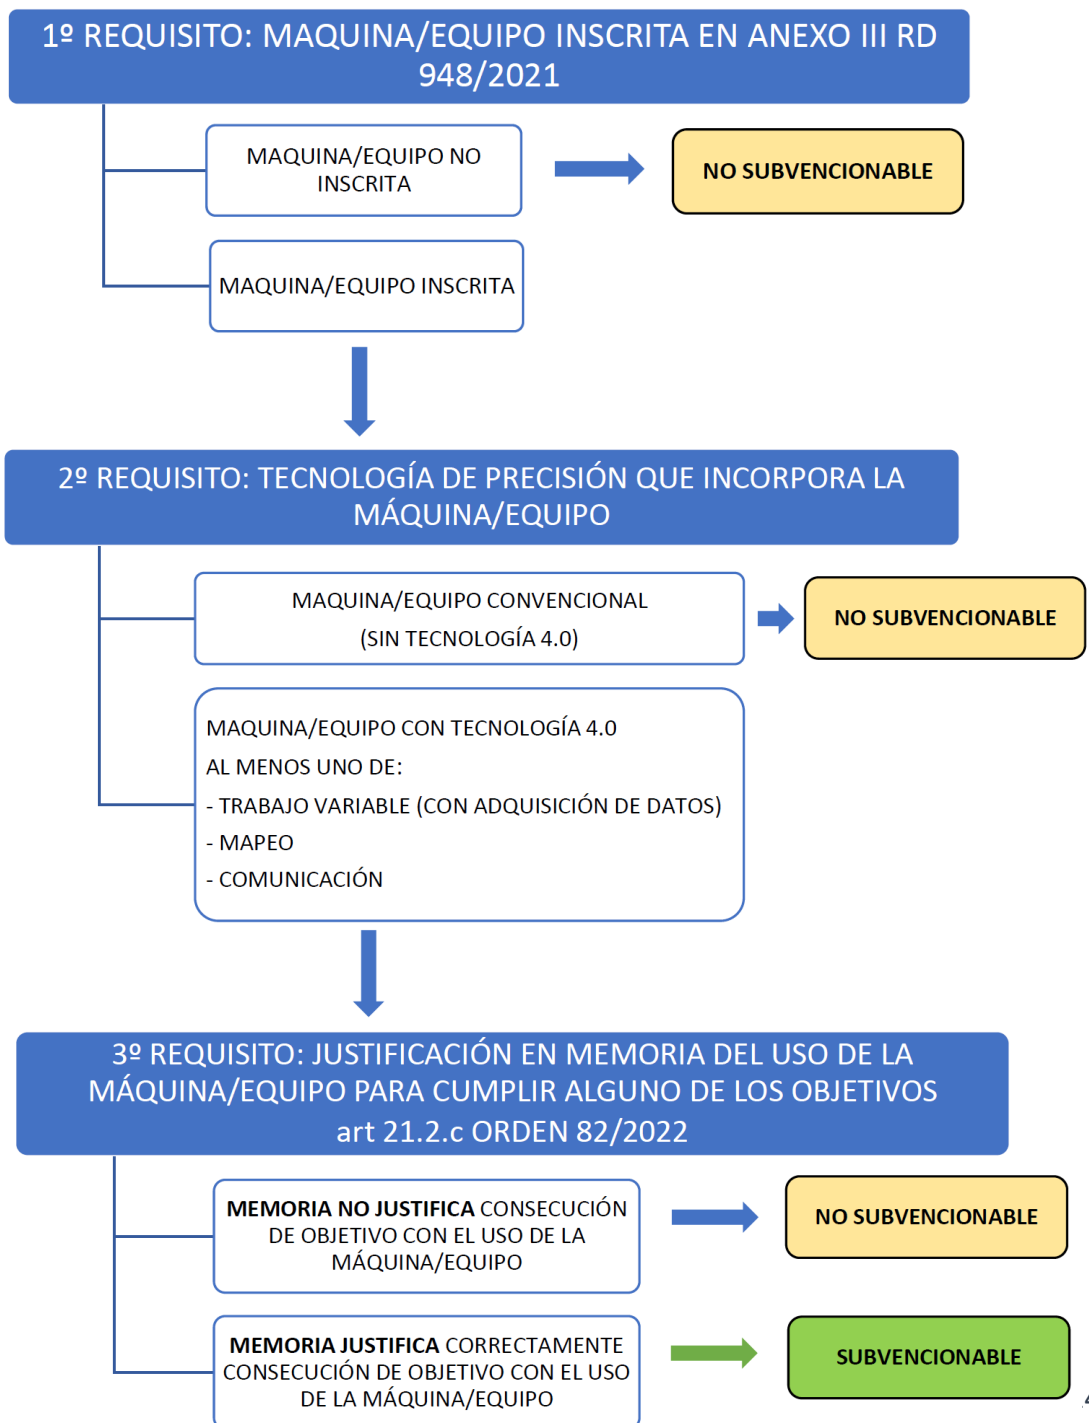 1º REQUISITO: MAQUINA/EQUIPO INSCRITA EN ANEXO III RD
948/2021
MAQUINA/EQUIPO NO
INSCRITA
NO SUBVENCIONABLE
MAQUINA/EQUIPO INSCRITA
2º REQUISITO: TECNOLOGÍA DE PRECISIÓN QUE INCORPORA LA
MÁQUINA/EQUIPO
MAQUINA/EQUIPO CONVENCIONAL
(SIN TECNOLOGÍA 4.0)
NO SUBVENCIONABLE
MAQUINA/EQUIPO CON TECNOLOGÍA 4.0
AL MENOS UNO DE:
- TRABAJO VARIABLE (CON ADQUISICIÓN DE DATOS)
- MAPEO
- COMUNICACIÓN
3º REQUISITO: JUSTIFICACIÓN EN MEMORIA DEL USO DE LA
MÁQUINA/EQUIPO PARA CUMPLIR ALGUNO DE LOS OBJETIVOS
art 21.2.c ORDEN 82/2022
MEMORIA NO JUSTIFICA CONSECUCIÓN
DE OBJETIVO CON EL USO DE LA
MÁQUINA/EQUIPO
NO SUBVENCIONABLE
MEMORIA JUSTIFICA CORRECTAMENTE
CONSECUCIÓN DE OBJETIVO CON EL USO
DE LA MÁQUINA/EQUIPO
SUBVENCIONABLE